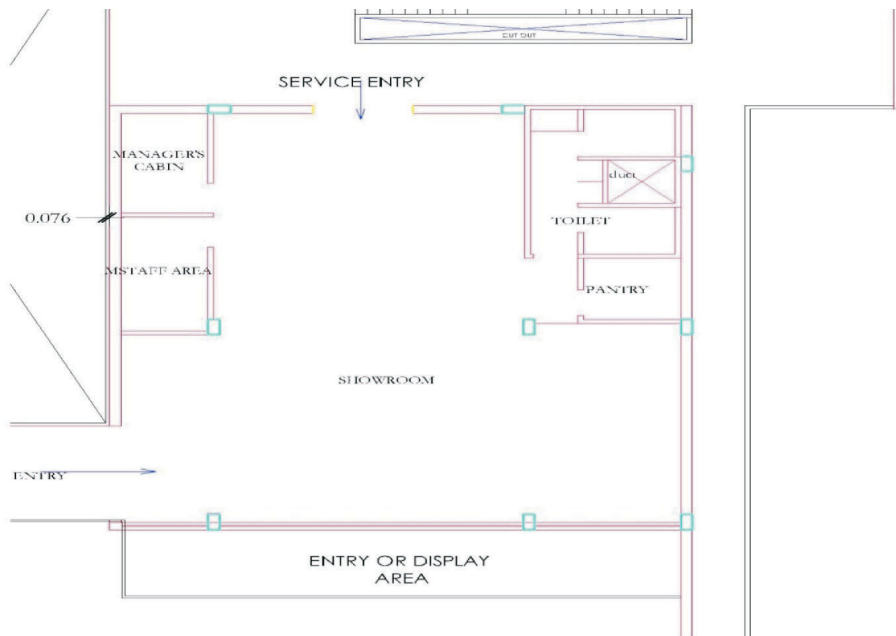 CUT OUT
SERVICE ENTRY
MANAGER'S
CABIN
duct
0.076
TOILET
MSTAFF AREA
PANTRY
SHOWROOM
ENTRY
ENTRY OR DISPLAY
AREA